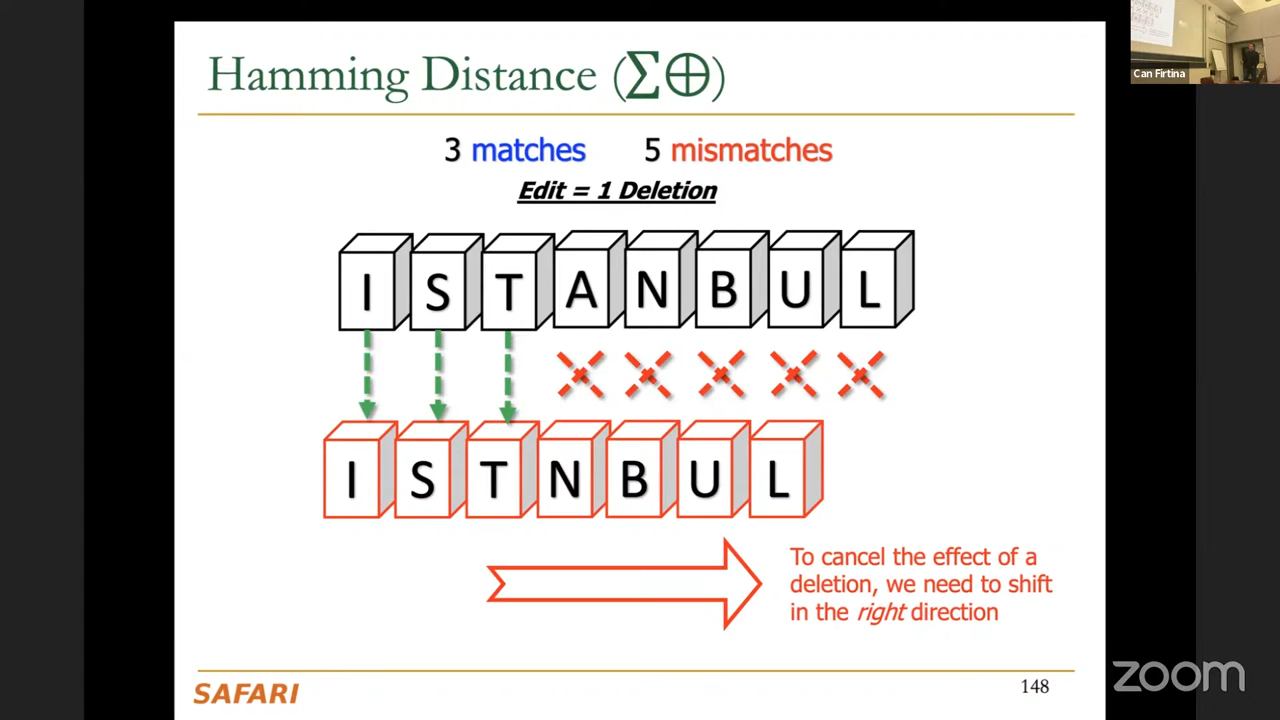 Can Firtina
Hamming Distance (∑⊕)
3 matches 5 mismatches
Edit = 1 Deletion
I S T A N B U L
I S T N B U L
To cancel the effect of a
deletion, we need to shift
in the right direction
SAFARI
148
zoom